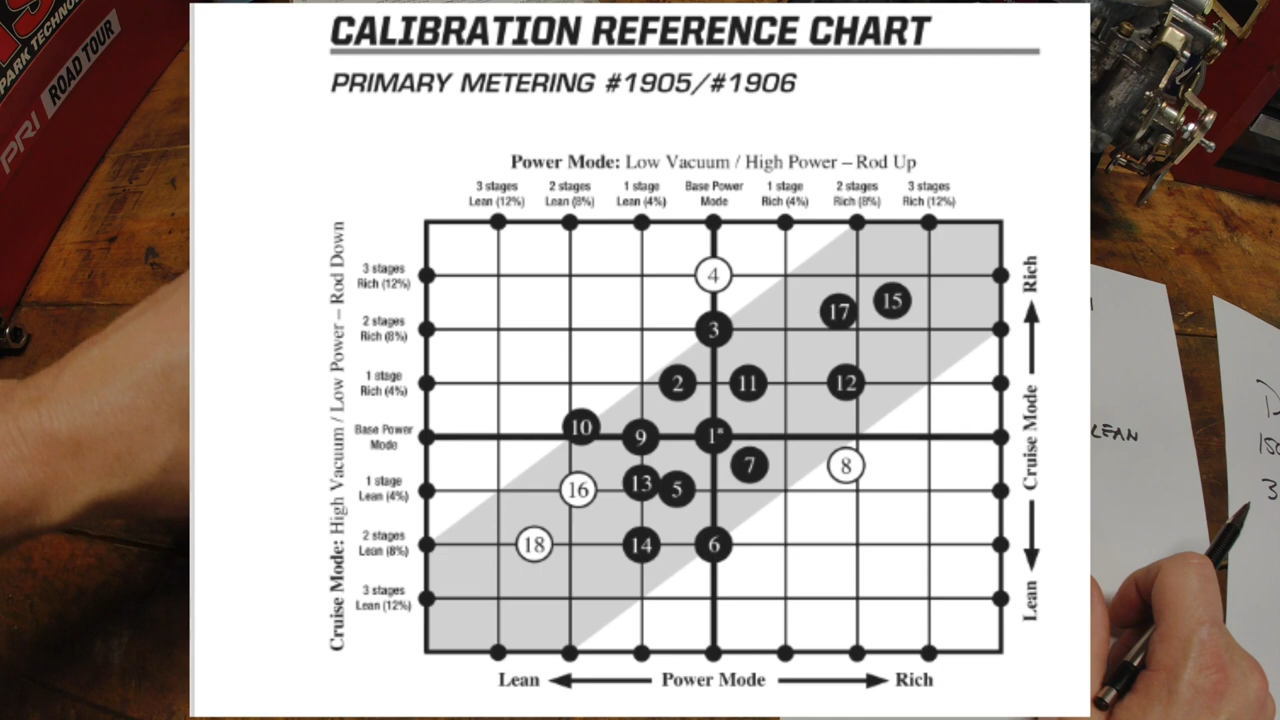 CALIBRATION REFERENCE CHART
PRIMARY METERING #1905/#1906
Power Mode: Low Vacuum / High Power – Rod Up
3 stages Lean (12%)
2 stages Lean (8%)
1 stage Lean (4%)
Base Power Mode
1 stage Rich (4%)
2 stages Rich (8%)
3 stages Rich (12%)
Cruise Mode: High Vacuum / Low Power – Rod Down
3 stages Rich (12%)
2 stages Rich (8%)
1 stage Rich (4%)
Base Power Mode
1 stage Lean (4%)
2 stages Lean (8%)
3 stages Lean (12%)
4
15
17
3
2
11
12
10
9
1*
7
8
16
13
5
18
14
6
Rich
Cruise Mode
Lean
Lean
Power Mode
Rich
PARK TECHNO
PRI ROAD TOUR
LEAN
3